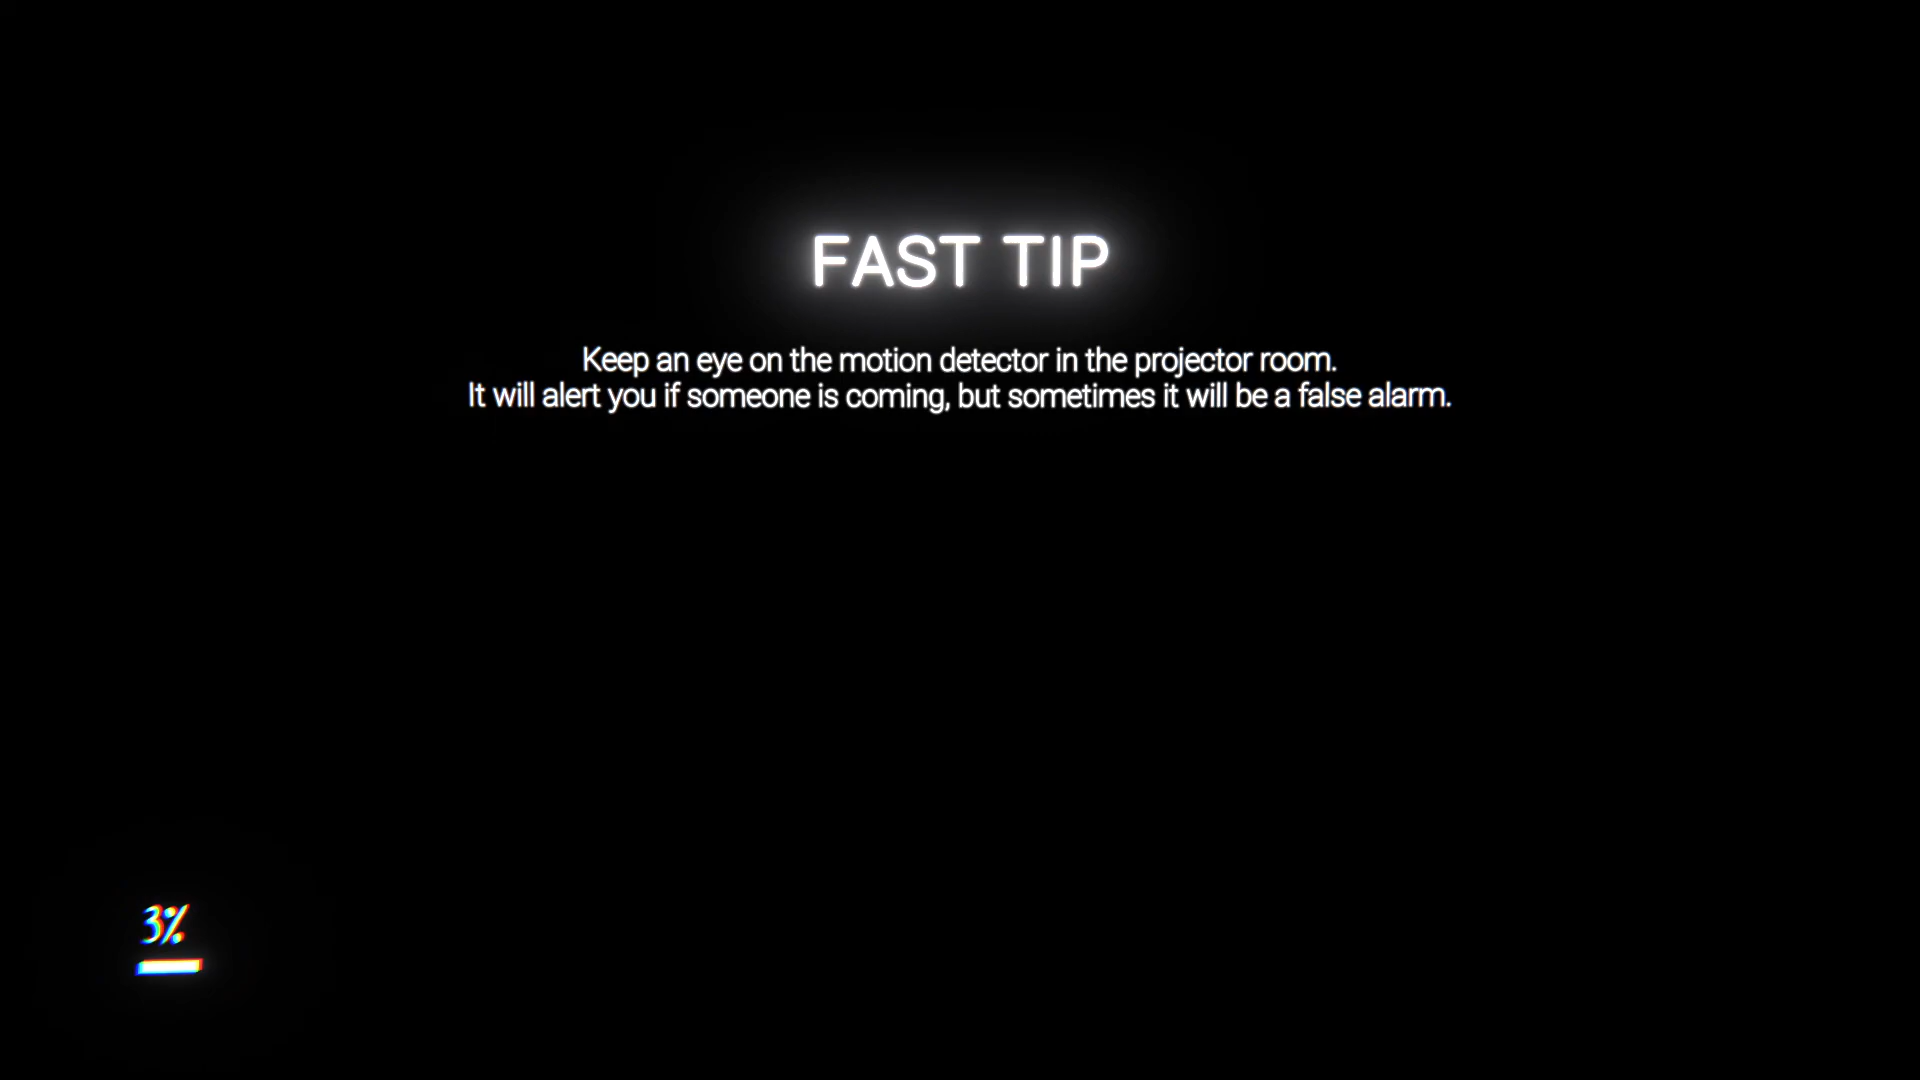 FAST TIP
Keep an eye on the motion detector in the projector room.
It will alert you if someone is coming, but sometimes it will be a false alarm.
3%